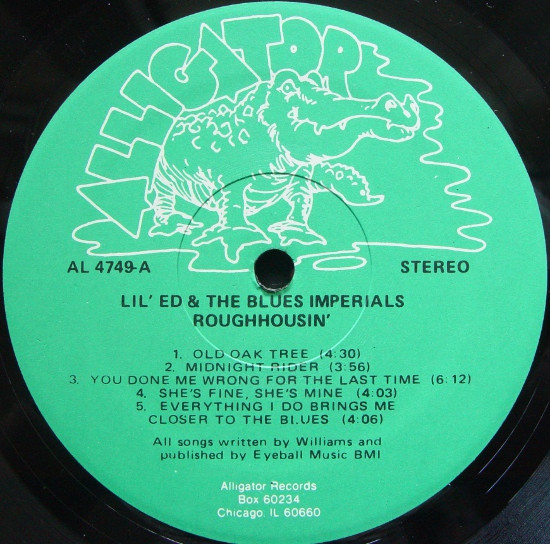 ALLIGATOR
AL 4749-A
STEREO
LIL' ED & THE BLUES IMPERIALS
ROUGHHOUSIN'
1. OLD OAK TREE (4:30)
2. MIDNIGHT RIDER (3:56)
3. YOU DONE ME WRONG FOR THE LAST TIME (6:12)
4. SHE'S FINE, SHE'S MINE (4:03)
5. EVERYTHING I DO BRINGS ME
CLOSER TO THE BLUES (4:06)
All songs written by Williams and
published by Eyeball Music BMI
Alligator Records
Box 60234
Chicago, IL 60660